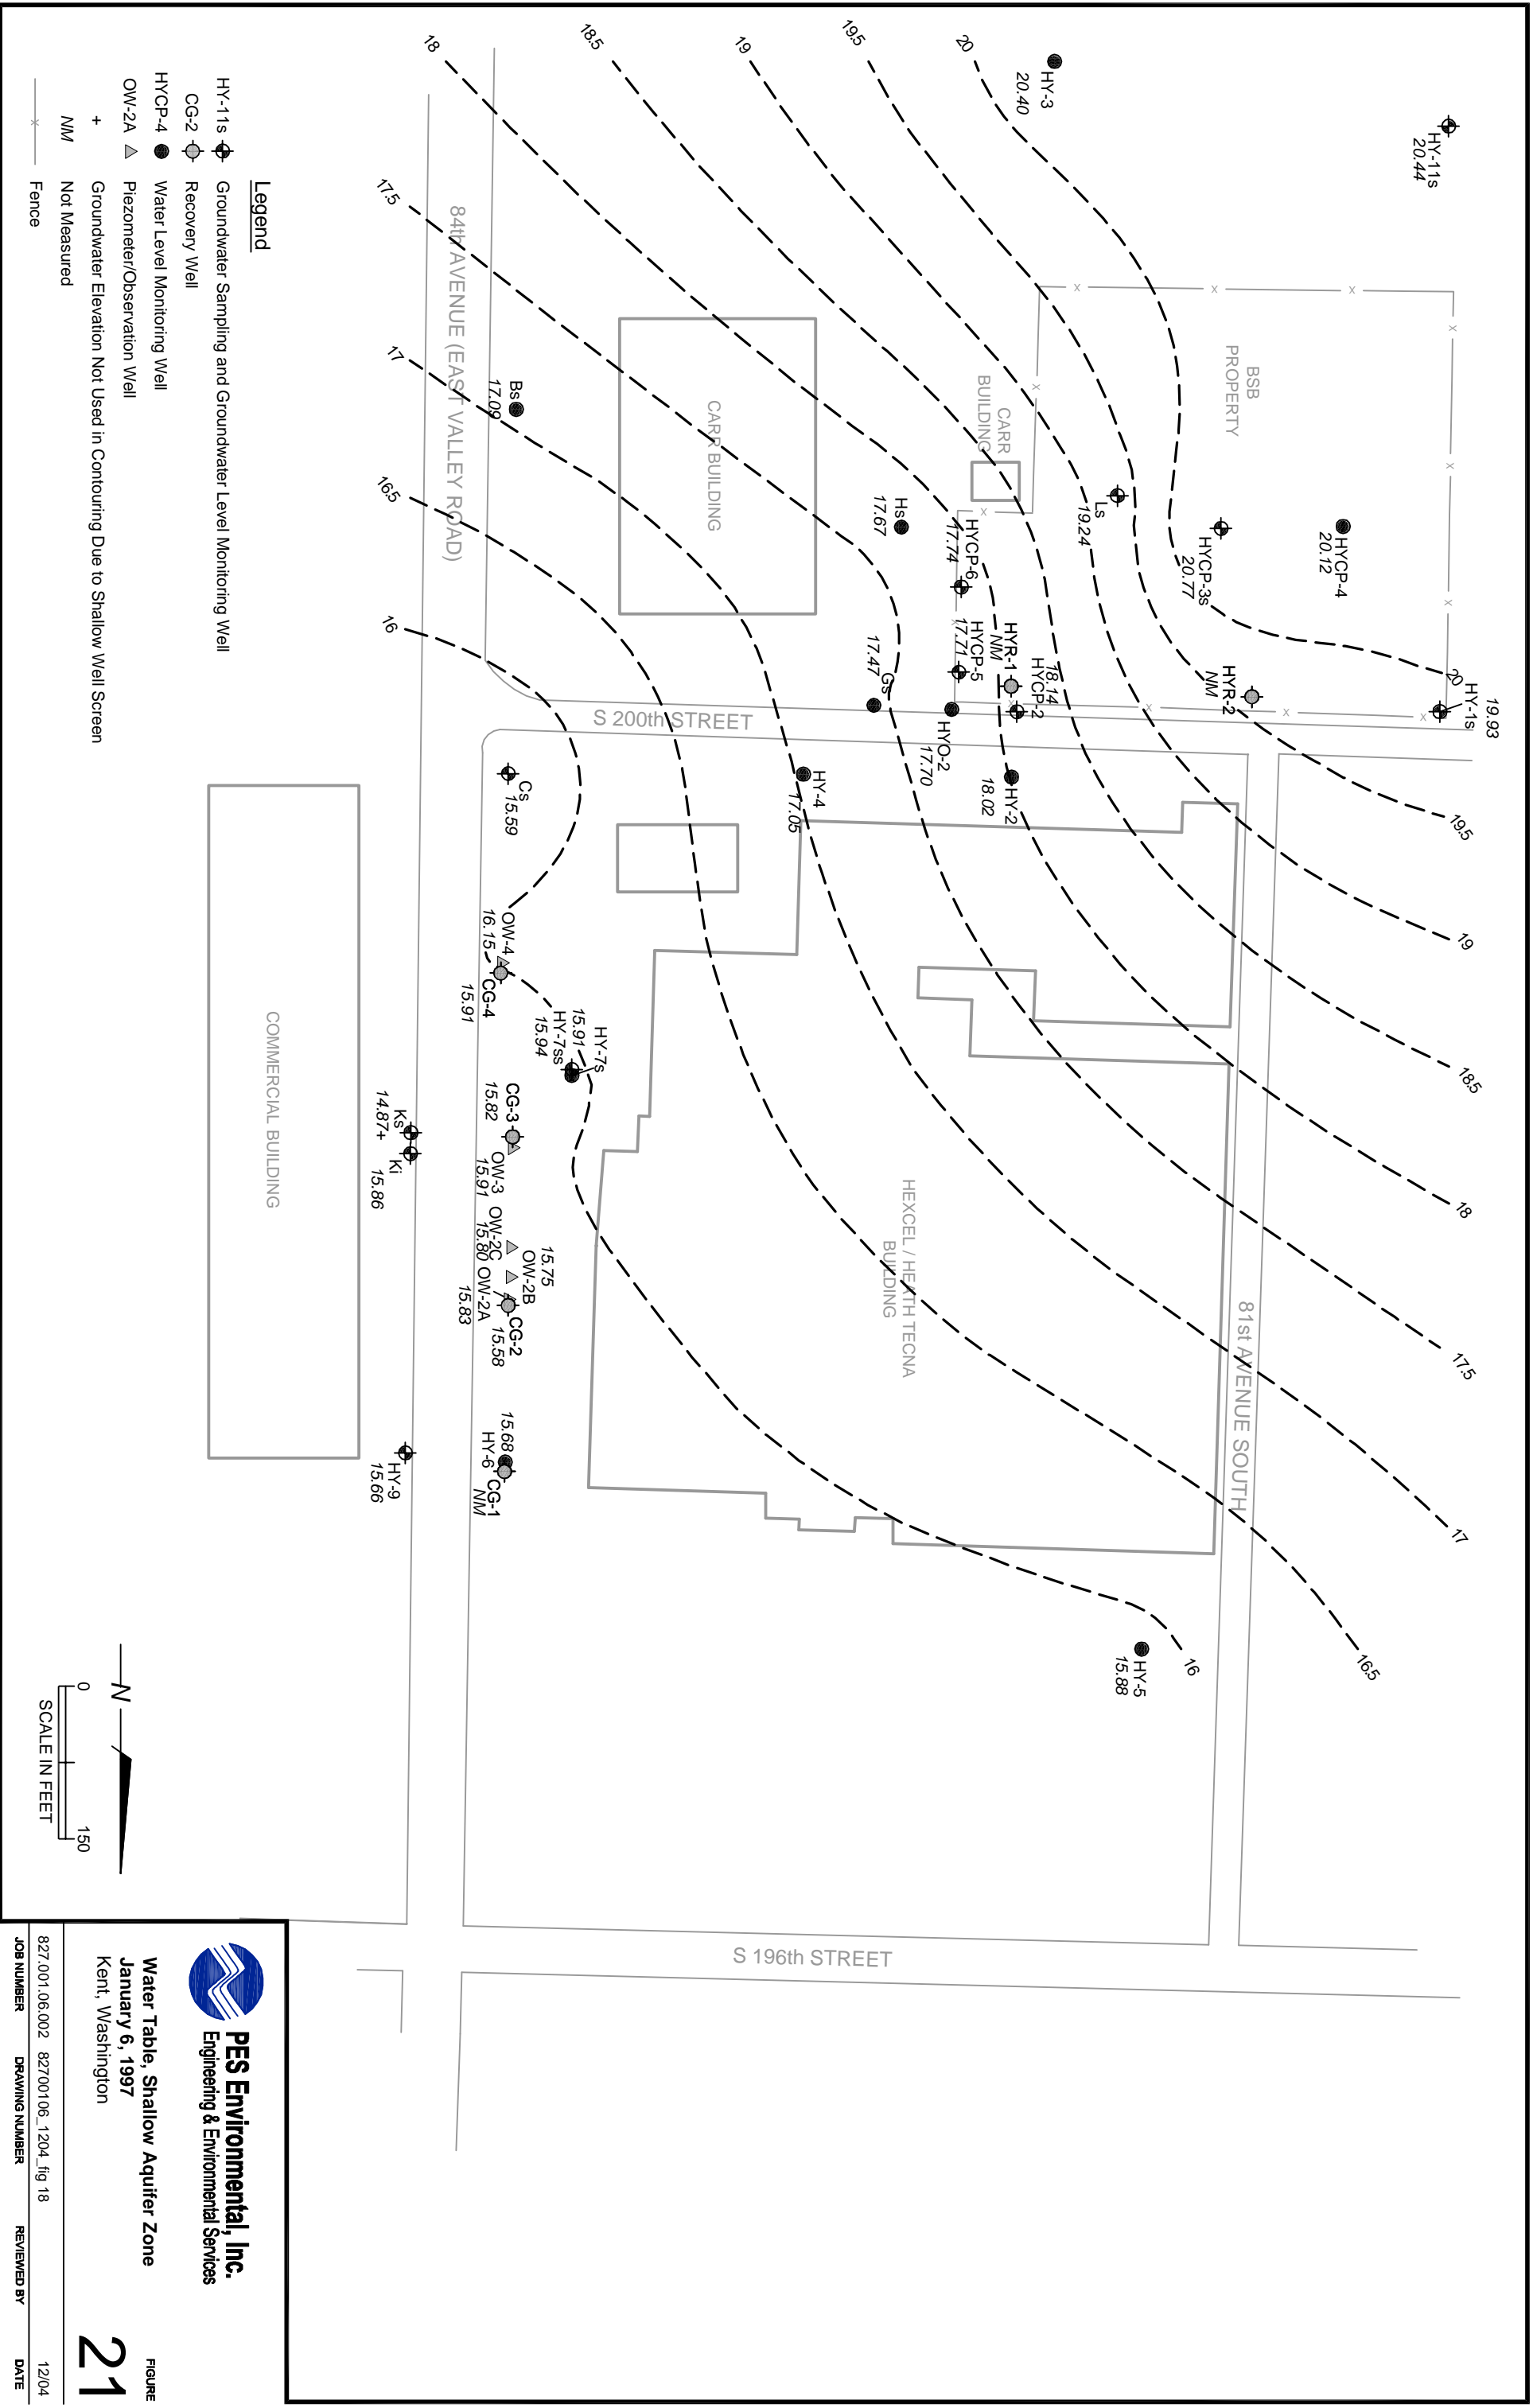 HY-11s
20.44
HY-3
20.40
20
19.5
19
18.5
18
17.5
17
16.5
16
BSB
PROPERTY
CARR
BUILDING
CARR BUILDING
84th AVENUE (EAST VALLEY ROAD)
Bs
17.09
Hs
17.67
Ls
19.24
HYCP-4
20.12
HYCP-3s
20.77
HYCP-6
17.74
HYCP-5
17.71
HYR-1
NM
HYCP-2
18.14
HYR-2
NM
20
HY-1s
19.93
Gs
17.47
HYO-2
17.70
S 200th STREET
HY-2
18.02
HY-4
17.05
Cs
15.59
OW-4
16.15
CG-4
15.91
HY-7s
15.91
HY-7ss
15.94
CG-3
15.82
OW-3
15.91
OW-2C
15.80
15.75
OW-2B
OW-2A
15.83
CG-2
15.58
15.68
HY-6
CG-1
NM
Ks
14.87+
Ki
15.86
HY-9
15.66
HY-5
15.88
COMMERCIAL BUILDING
HEXCEL / HEATH TECNA
BUILDING
81st AVENUE SOUTH
19.5
19
18.5
18
17.5
17
16.5
16
S 196th STREET
Legend
HY-11s Groundwater Sampling and Groundwater Level Monitoring Well
CG-2 Recovery Well
HYCP-4 Water Level Monitoring Well
OW-2A Piezometer/Observation Well
+ Groundwater Elevation Not Used in Contouring Due to Shallow Well Screen
NM Not Measured
x Fence
N
0 150
SCALE IN FEET
PES Environmental, Inc.
Engineering & Environmental Services
Water Table, Shallow Aquifer Zone
January 6, 1997
Kent, Washington
FIGURE
21
827.001.06.002 82700106_1204_fig 18 12/04
JOB NUMBER DRAWING NUMBER REVIEWED BY DATE